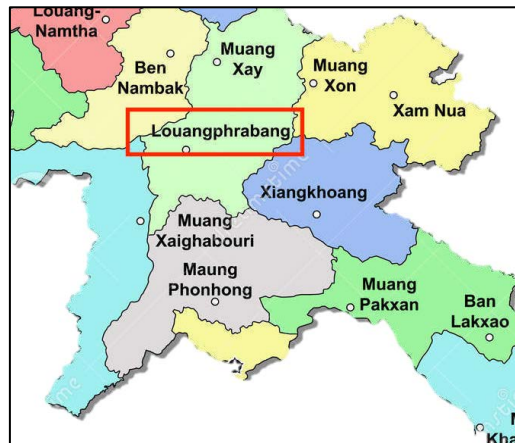 Louang-
Namtha
Ben
Nambak
Muang
Xay
Muang
Xon
Xam Nua
Louangphrabang
Xiangkhoang
Muang
Xaighabouri
Maung
Phonhong
Muang
Pakxan
Ban
Lakxao